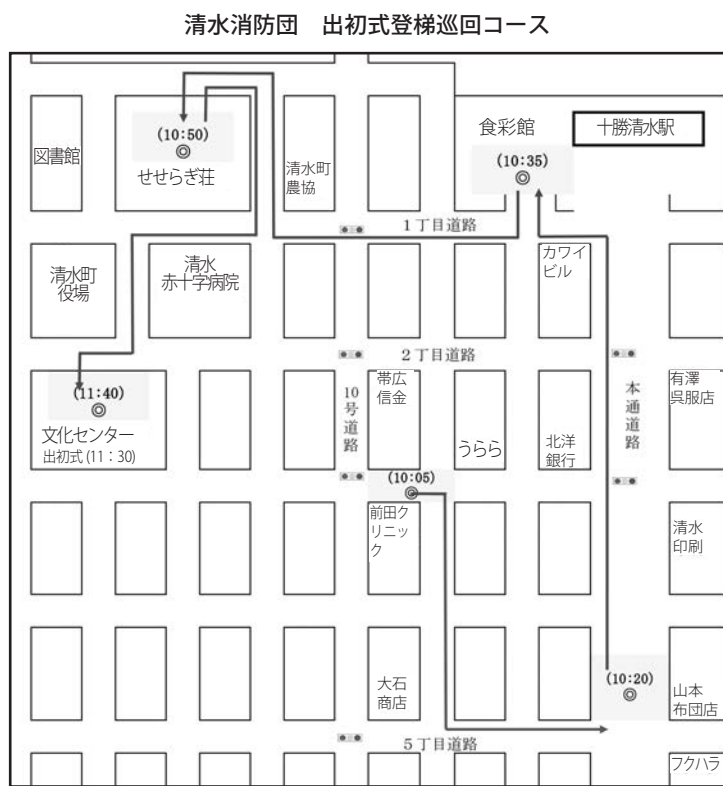 清水消防団　出初式登梯巡回コース
(10:50)
せせらぎ荘
図書館
清水町
農協
食彩館
十勝清水駅
(10:35)
1丁目道路
清水町
役場
清水
赤十字病院
カワイ
ビル
2丁目道路
(11:40)
文化センター
出初式(11：30)
10号道路
帯広
信金
うらら
北洋
銀行
本通道路
有澤
呉服店
(10:05)
前田ク
リニッ
ク
清水
印刷
大石
商店
(10:20)
山本
布団店
5丁目道路
フクハラ